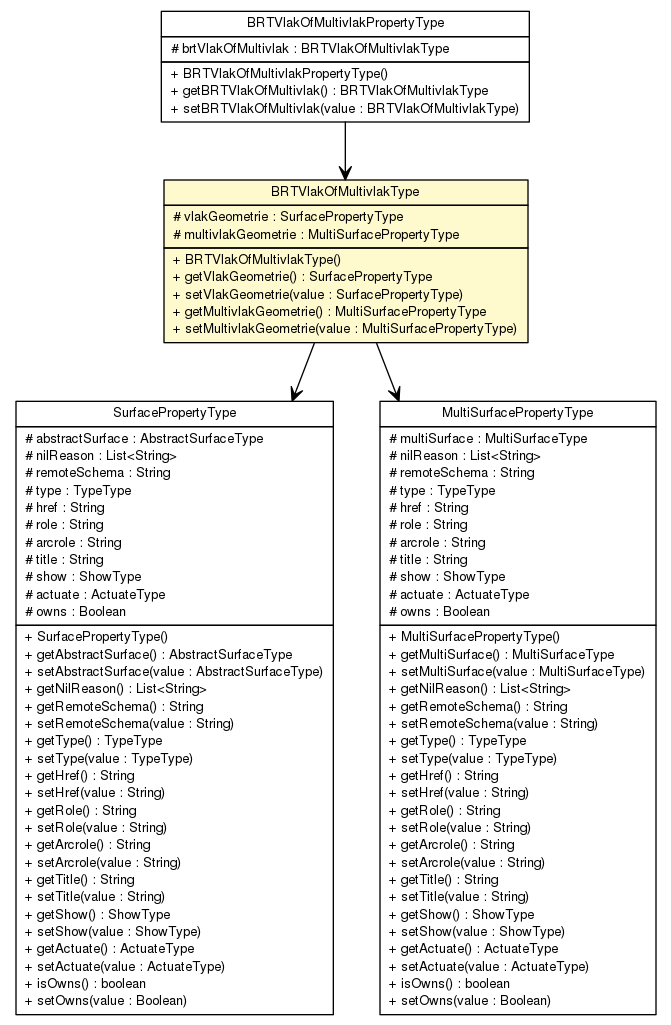 BRTVlakOfMultivlakPropertyType
# brtVlakOfMultivlak : BRTVlakOfMultivlakType
+ BRTVlakOfMultivlakPropertyType()
+ getBRTVlakOfMultivlak() : BRTVlakOfMultivlakType
+ setBRTVlakOfMultivlak(value : BRTVlakOfMultivlakType)
BRTVlakOfMultivlakType
# vlakGeometrie : SurfacePropertyType
# multivlakGeometrie : MultiSurfacePropertyType
+ BRTVlakOfMultivlakType()
+ getVlakGeometrie() : SurfacePropertyType
+ setVlakGeometrie(value : SurfacePropertyType)
+ getMultivlakGeometrie() : MultiSurfacePropertyType
+ setMultivlakGeometrie(value : MultiSurfacePropertyType)
SurfacePropertyType
# abstractSurface : AbstractSurfaceType
# nilReason : List<String>
# remoteSchema : String
# type : TypeType
# href : String
# role : String
# arcrole : String
# title : String
# show : ShowType
# actuate : ActuateType
# owns : Boolean
+ SurfacePropertyType()
+ getAbstractSurface() : AbstractSurfaceType
+ setAbstractSurface(value : AbstractSurfaceType)
+ getNilReason() : List<String>
+ getRemoteSchema() : String
+ setRemoteSchema(value : String)
+ getType() : TypeType
+ setType(value : TypeType)
+ getHref() : String
+ setHref(value : String)
+ getRole() : String
+ setRole(value : String)
+ getArcrole() : String
+ setArcrole(value : String)
+ getTitle() : String
+ setTitle(value : String)
+ getShow() : ShowType
+ setShow(value : ShowType)
+ getActuate() : ActuateType
+ setActuate(value : ActuateType)
+ isOwns() : boolean
+ setOwns(value : Boolean)
MultiSurfacePropertyType
# multiSurface : MultiSurfaceType
# nilReason : List<String>
# remoteSchema : String
# type : TypeType
# href : String
# role : String
# arcrole : String
# title : String
# show : ShowType
# actuate : ActuateType
# owns : Boolean
+ MultiSurfacePropertyType()
+ getMultiSurface() : MultiSurfaceType
+ setMultiSurface(value : MultiSurfaceType)
+ getNilReason() : List<String>
+ getRemoteSchema() : String
+ setRemoteSchema(value : String)
+ getType() : TypeType
+ setType(value : TypeType)
+ getHref() : String
+ setHref(value : String)
+ getRole() : String
+ setRole(value : String)
+ getArcrole() : String
+ setArcrole(value : String)
+ getTitle() : String
+ setTitle(value : String)
+ getShow() : ShowType
+ setShow(value : ShowType)
+ getActuate() : ActuateType
+ setActuate(value : ActuateType)
+ isOwns() : boolean
+ setOwns(value : Boolean)